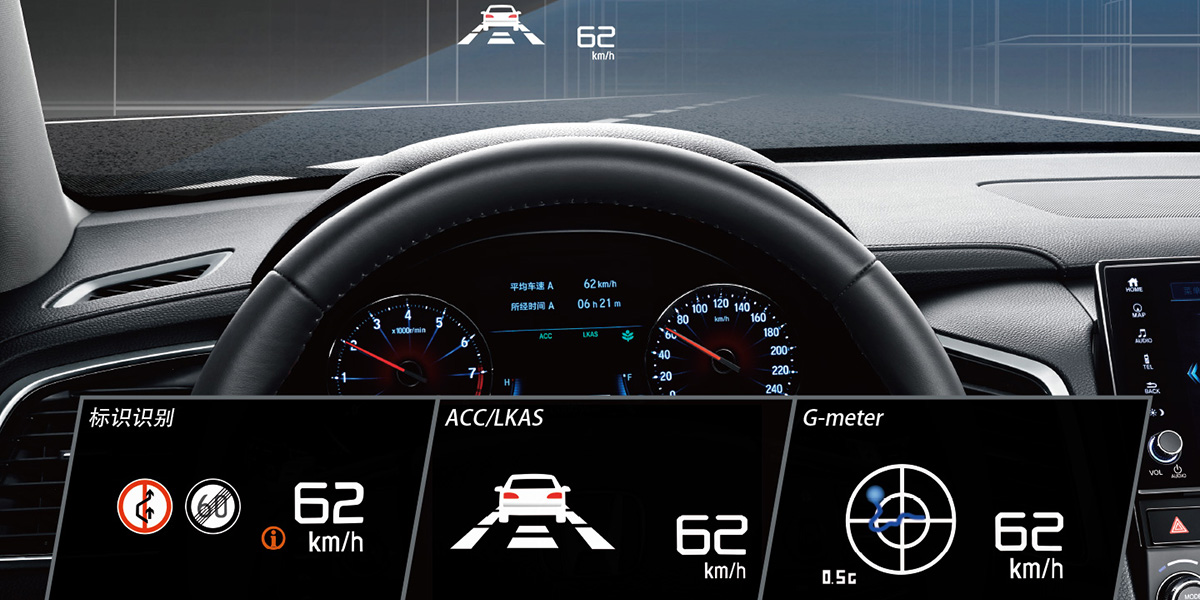 62
km/h
平均车速 A 62 km/h
所经时间 A 06 h 21 m
ACC LKAS
1 2 3 4 5 6 7
x1000r/min
H F
0 20 40 60 80 100 120 140 160 180 200 220 240
km/h
HOME
MAP
AUDIO
TEL
BACK
VOL
AUDIO
MODE
标识识别
60
62
km/h
ACC/LKAS
62
km/h
G-meter
0.5G
62
km/h